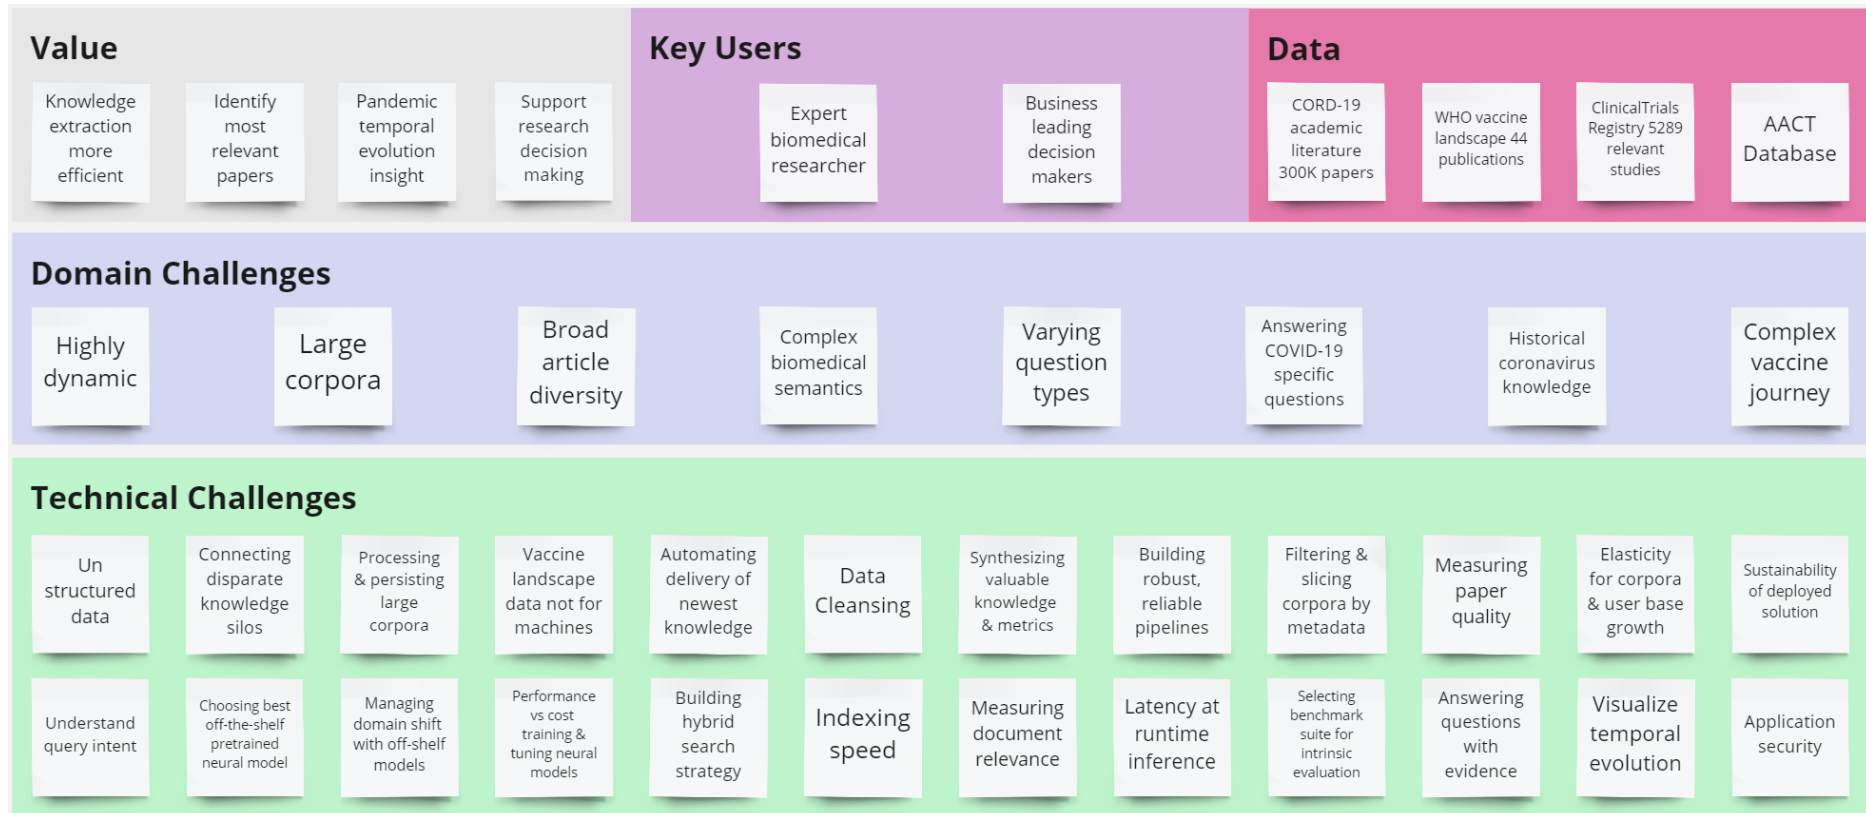 Value
Knowledge
extraction
more
efficient
Identify
most
relevant
papers
Pandemic
temporal
evolution
insight
Support
research
decision
making
Key Users
Expert
biomedical
researcher
Business
leading
decision
makers
Data
CORD-19
academic
literature
300K papers
WHO vaccine
landscape 44
publications
ClinicalTrials
Registry 5289
relevant
studies
AACT
Database
Domain Challenges
Highly
dynamic
Large
corpora
Broad
article
diversity
Complex
biomedical
semantics
Varying
question
types
Answering
COVID-19
specific
questions
Historical
coronavirus
knowledge
Complex
vaccine
journey
Technical Challenges
Un
structured
data
Connecting
disparate
knowledge
silos
Processing
& persisting
large
corpora
Vaccine
landscape
data not for
machines
Automating
delivery of
newest
knowledge
Data
Cleansing
Synthesizing
valuable
knowledge
& metrics
Building
robust,
reliable
pipelines
Filtering &
slicing
corpora by
metadata
Measuring
paper
quality
Elasticity
for corpora
& user base
growth
Sustainability
of deployed
solution
Understand
query intent
Choosing best
off-the-shelf
pretrained
neural model
Managing
domain shift
with off-shelf
models
Performance
vs cost
training &
tuning neural
models
Building
hybrid
search
strategy
Indexing
speed
Measuring
document
relevance
Latency at
runtime
inference
Selecting
benchmark
suite for
intrinsic
evaluation
Answering
questions
with
evidence
Visualize
temporal
evolution
Application
security